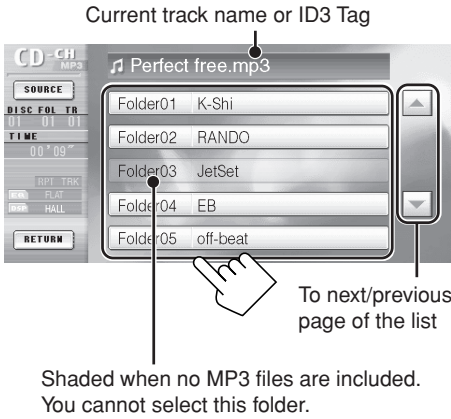 Current track name or ID3 Tag
CD-CH
MP3
Perfect free.mp3
SOURCE
DISC FOL TR
01 01 01
TIME
00'09"
RPT TRK
EQ FLAT
DSP HALL
RETURN
Folder01 K-Shi
Folder02 RANDO
Folder03 JetSet
Folder04 EB
Folder05 off-beat
To next/previous
page of the list
Shaded when no MP3 files are included.
You cannot select this folder.